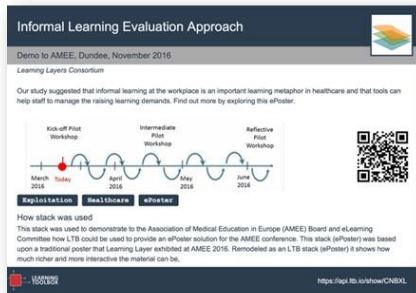 Informal Learning Evaluation Approach
Demo to AMEE, Dundee, November 2016
Learning Layers Consortium
Our study suggested that informal learning at the workplace is an important learning metaphor in healthcare and that tools can
help staff to manage the raising learning demands. Find out more by exploring this ePoster.
Kick-off Pilot
Workshop
Intermediate
Pilot
Workshop
Reflective
Pilot
Workshop
March
2016
Today
April
2016
May
2016
June
2016
Exploitation
Healthcare
ePoster
How stack was used
This stack was used to demonstrate to the Association of Medical Education in Europe (AMEE) Board and eLearning
Committee how LTB could be used to provide an ePoster solution for the AMEE conference. This stack (ePoster) was based
upon a traditional poster that Learning Layer exhibited at AMEE 2016. Remodeled as an LTB stack (ePoster) it shows how
much richer and more interactive the material can be,
LEARNING
TOOLBOX
https://api.ltb.io/show/CNBXL